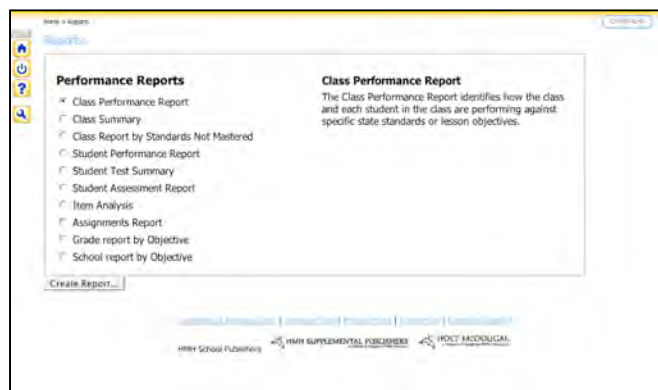 Home > Reports
Reports
Performance Reports
Class Performance Report
Class Summary
Class Report by Standards Not Mastered
Student Performance Report
Student Test Summary
Student Assessment Report
Item Analysis
Assignments Report
Grade report by Objective
School report by Objective
Class Performance Report
The Class Performance Report identifies how the class
and each student in the class are performing against
specific state standards or lesson objectives.
Create Report...
HMH School Publishers
HMH SUPPLEMENTAL PUBLISHERS
HOLT MCDOUGAL